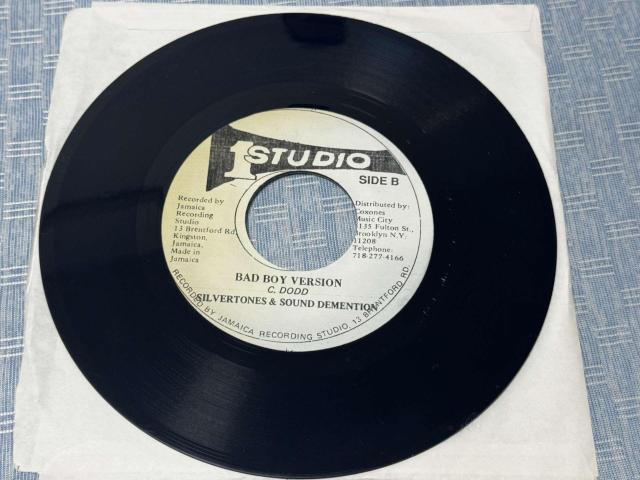 1 STUDIO
SIDE B
Recorded by
Jamaica
Recording
Studio
13 Brentford Rd.
Kingston,
Jamaica.
Made in
Jamaica
Distributed by:
Coxones
Music City
3135 Fulton St.,
Brooklyn N.Y.
11208
Telephone:
718-277-4166
BAD BOY VERSION
C. DODD
SILVERTONES & SOUND DEMENTION
RECORDED BY JAMAICA RECORDING STUDIO, 13 BRENTFORD RD.